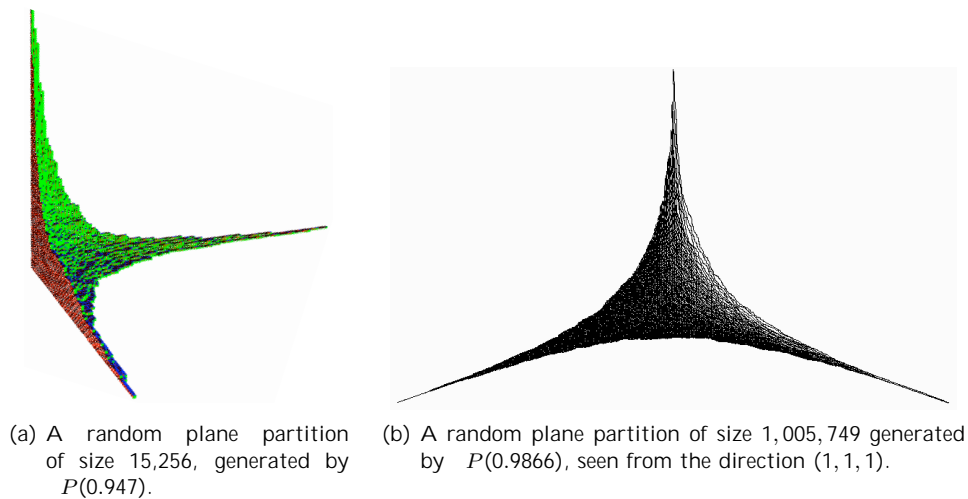 (a) A random plane partition
of size 15,256, generated by
P(0.947).
(b) A random plane partition of size 1,005,749 generated
by P(0.9866), seen from the direction (1,1,1).